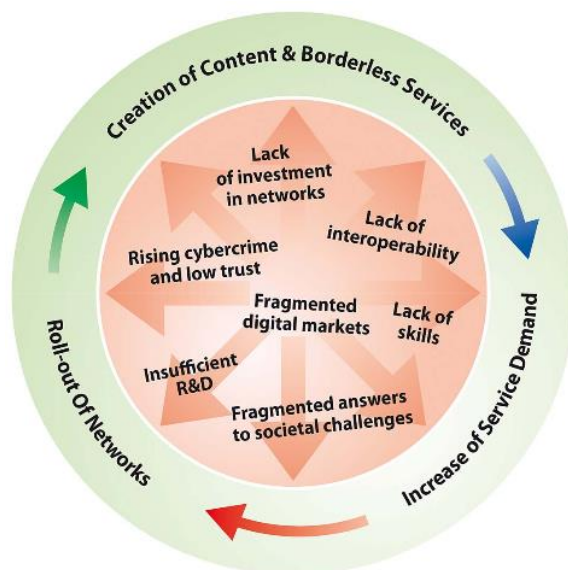 Creation of Content & Borderless Services
Lack
of investment
in networks
Lack of
interoperability
Rising cybercrime
and low trust
Fragmented
digital markets
Lack of
skills
Insufficient
R&D
Fragmented answers
to societal challenges
Increase of Service Demand
Roll-out Of Networks